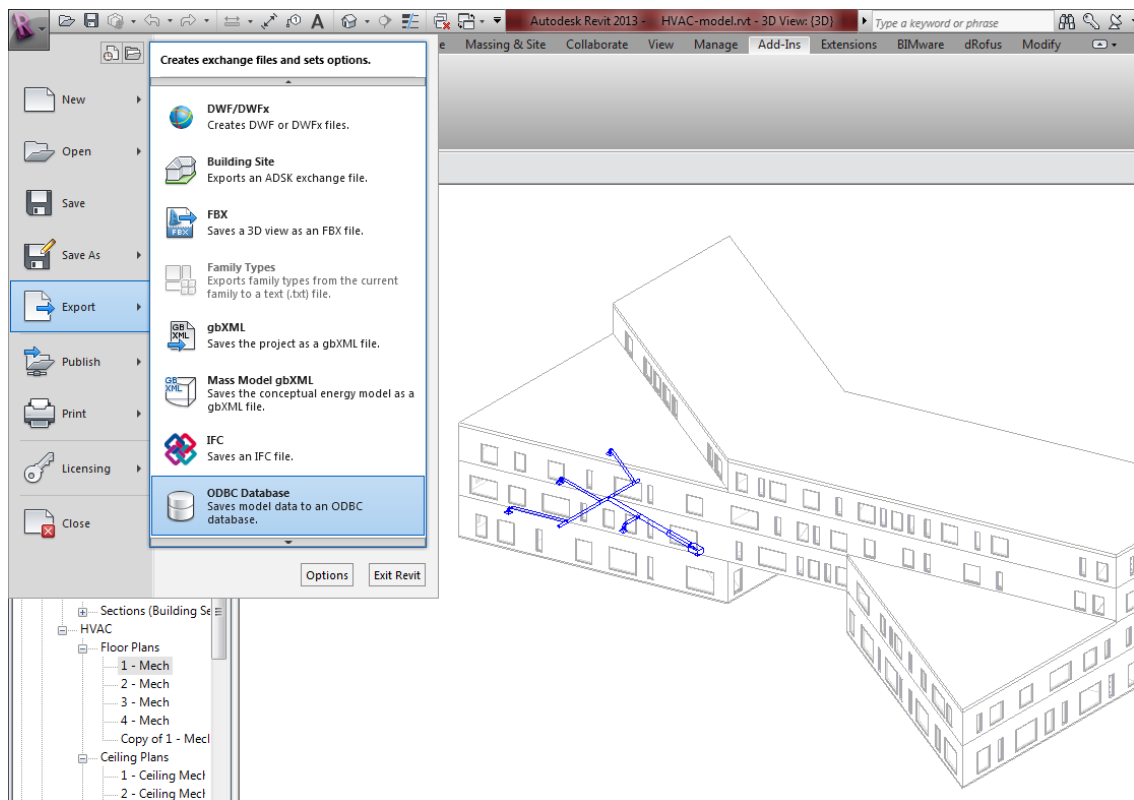 Autodesk Revit 2013 - HVAC-model.rvt - 3D View: {3D}
Type a keyword or phrase
e Massing & Site Collaborate View Manage Add-Ins Extensions BIMware dRofus Modify
Creates exchange files and sets options.
New
Open
Save
Save As
Export
Publish
Print
Licensing
Close
DWF/DWFx
Creates DWF or DWFx files.
Building Site
Exports an ADSK exchange file.
FBX
FBX
Saves a 3D view as an FBX file.
Family Types
Exports family types from the current
family to a text (.txt) file.
GB
XML
gbXML
Saves the project as a gbXML file.
GB
XML
Mass Model gbXML
Saves the conceptual energy model as a
gbXML file.
IFC
Saves an IFC file.
ODBC Database
Saves model data to an ODBC
database.
Options
Exit Revit
Sections (Building Se
HVAC
Floor Plans
1 - Mech
2 - Mech
3 - Mech
4 - Mech
Copy of 1 - Mecl
Ceiling Plans
1 - Ceiling Mech
2 - Ceiling Mech